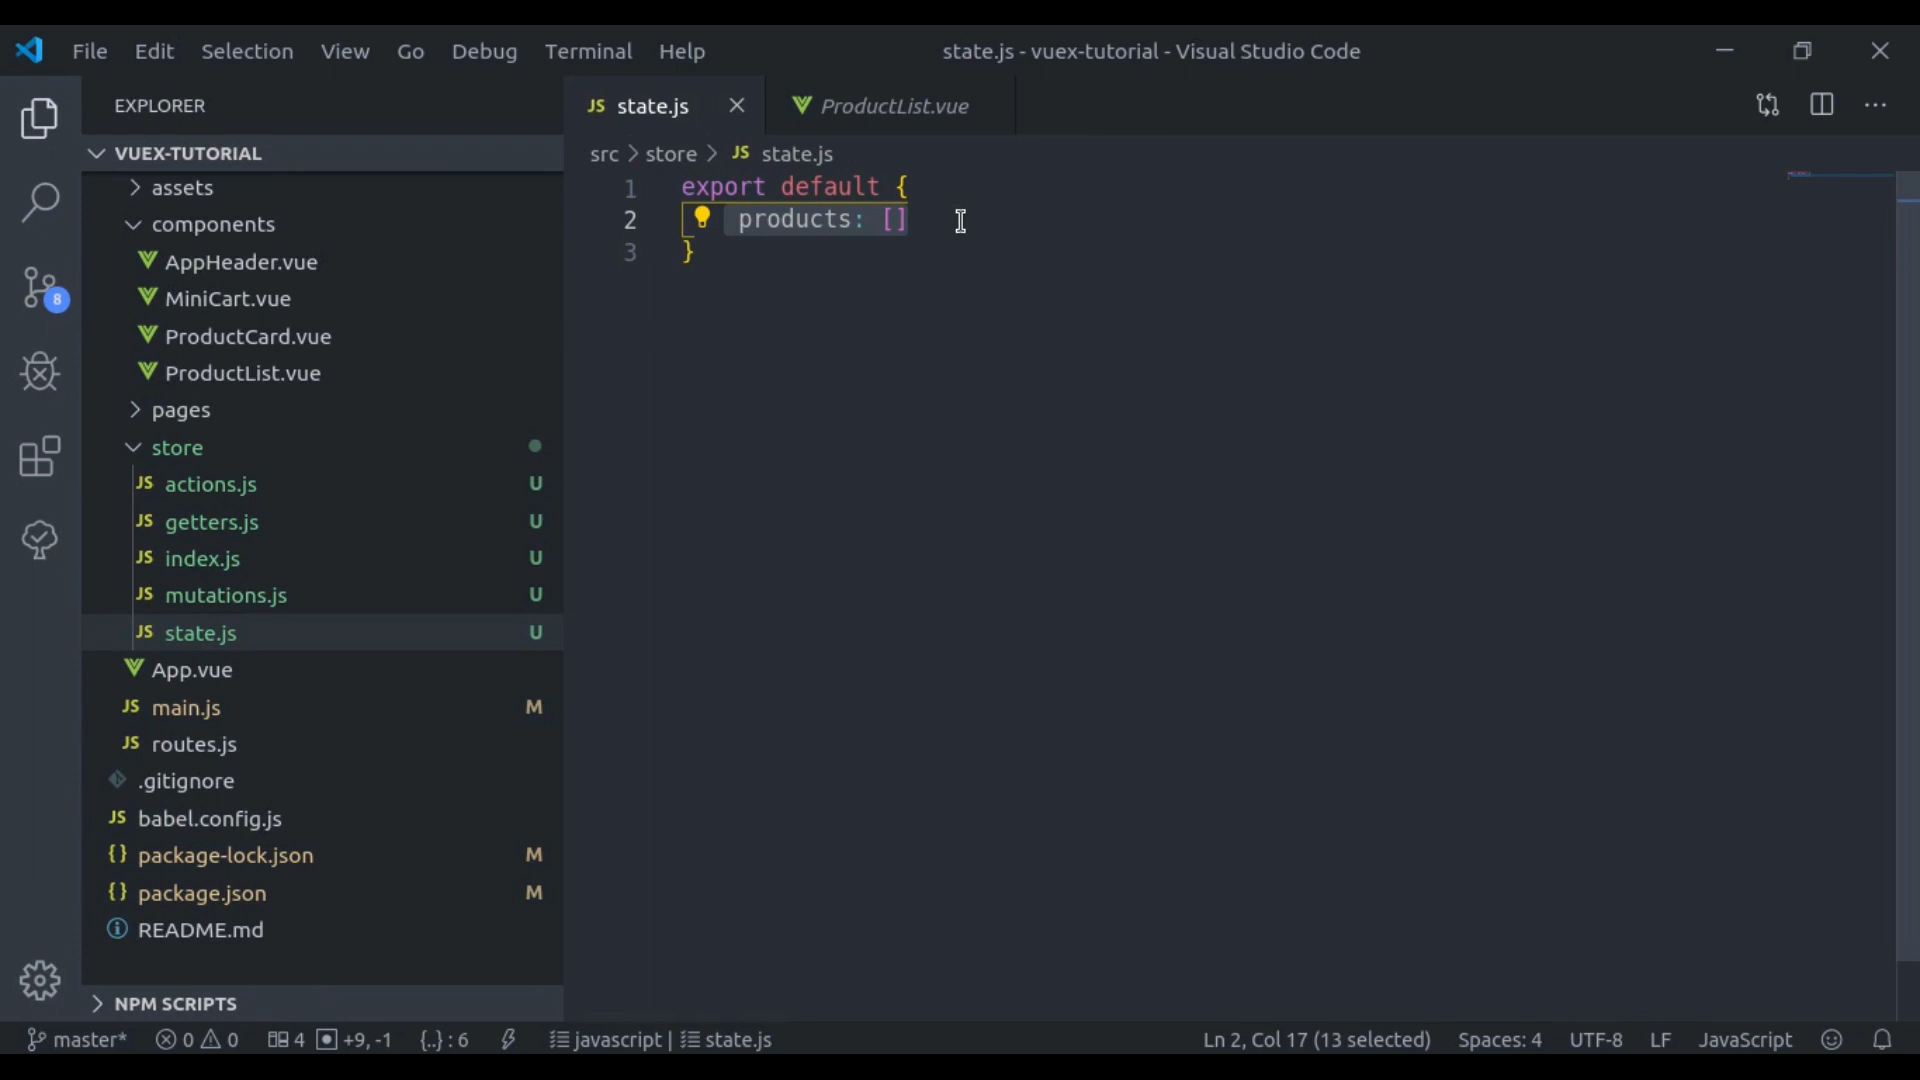 File Edit Selection View Go Debug Terminal Help
state.js - vuex-tutorial - Visual Studio Code
EXPLORER
VUEX-TUTORIAL
assets
components
AppHeader.vue
MiniCart.vue
ProductCard.vue
ProductList.vue
pages
store
JS actions.js U
JS getters.js U
JS index.js U
JS mutations.js U
JS state.js U
App.vue
JS main.js M
JS routes.js
.gitignore
JS babel.config.js
{} package-lock.json M
{} package.json M
README.md
NPM SCRIPTS
8
JS state.js
ProductList.vue
src > store > JS state.js
1 export default {
2 products: []
3 }
master* 0 0 4 +9, -1 {..} : 6 javascript | state.js
Ln 2, Col 17 (13 selected) Spaces: 4 UTF-8 LF JavaScript